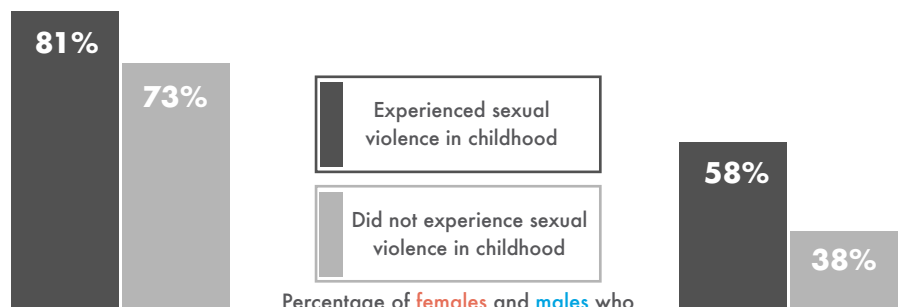 81%
73%
Experienced sexual
violence in childhood
58%
Did not experience sexual
violence in childhood
38%
Percentage of females and males who